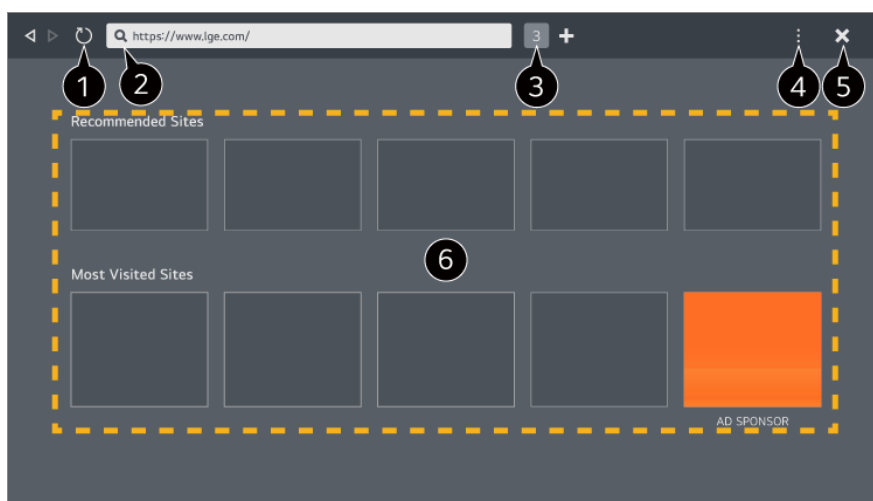 https://www.lge.com/ 3
1 2 3 4 5
Recommended Sites
6
Most Visited Sites
AD SPONSOR